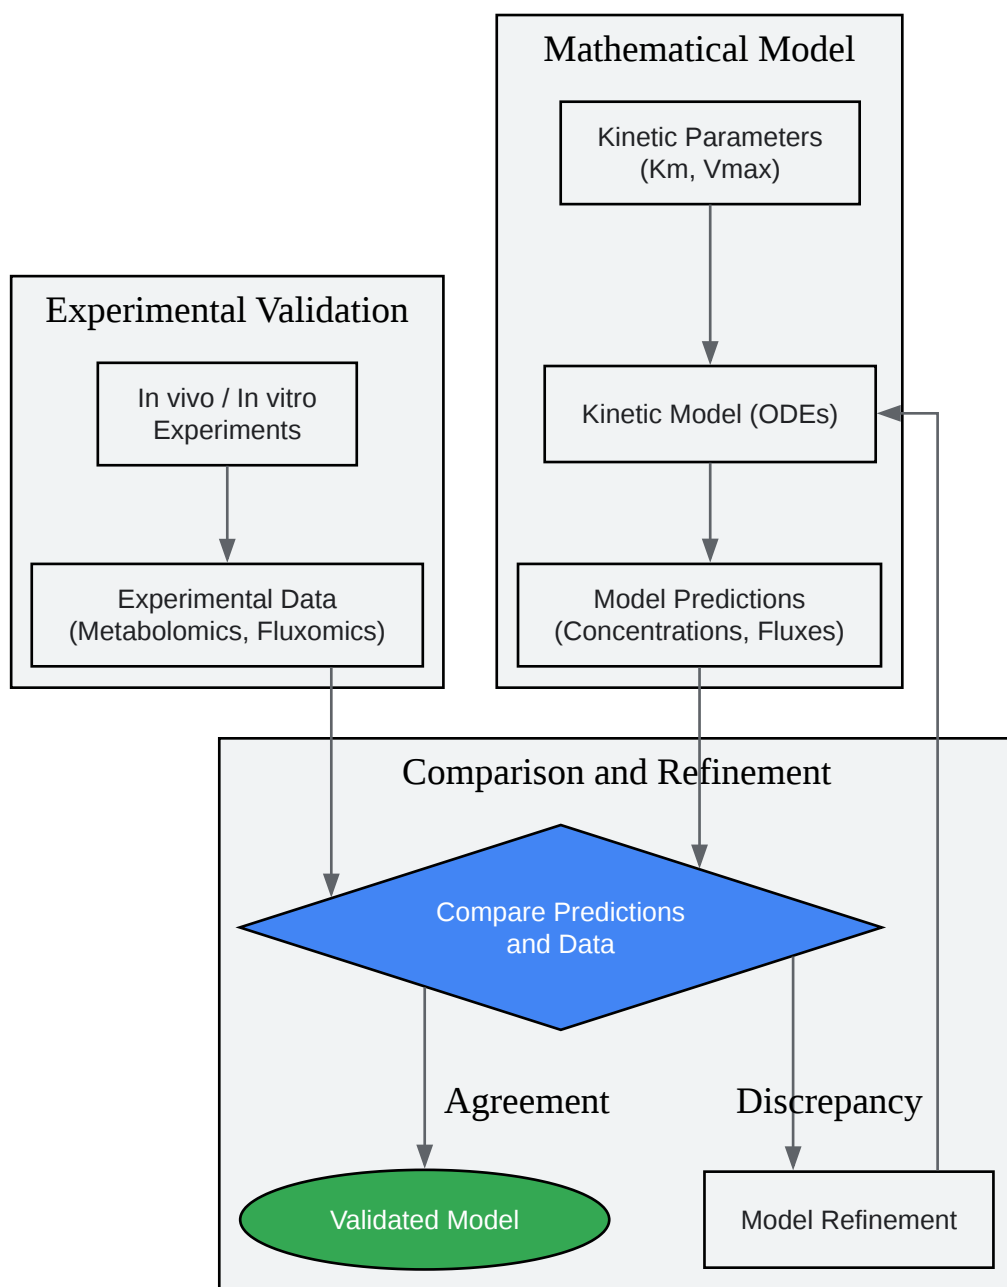 Mathematical Model
Kinetic Parameters
(Km, Vmax)
Kinetic Model (ODEs)
Model Predictions
(Concentrations, Fluxes)
Experimental Validation
In vivo / In vitro
Experiments
Experimental Data
(Metabolomics, Fluxomics)
Comparison and Refinement
Compare Predictions
and Data
Agreement
Discrepancy
Validated Model
Model Refinement